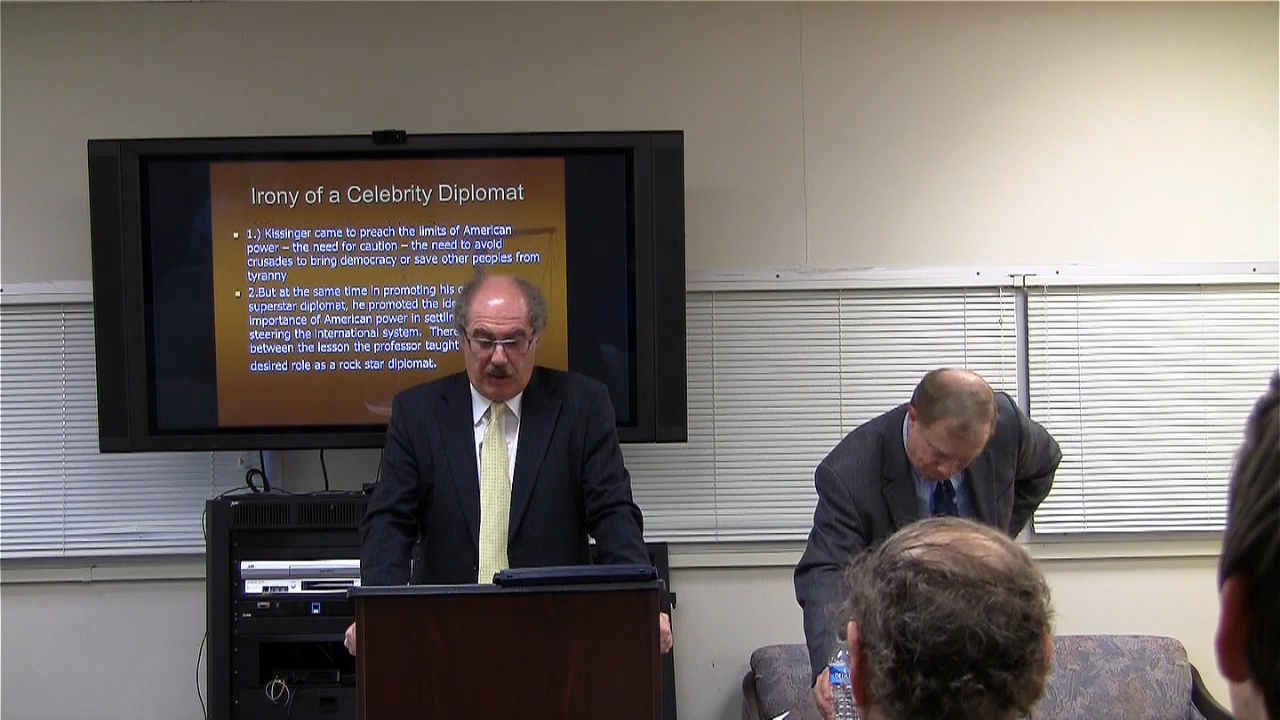 Irony of a Celebrity Diplomat
1.) Kissinger came to preach the limits of American
power – the need for caution – the need to avoid
crusades to bring democracy or save other peoples from
tyranny
2.But at the same time in promoting his
superstar diplomat, he promoted the
importance of American power in
steering the international system. There
between the lesson the professor taught
desired role as a rock star diplomat.